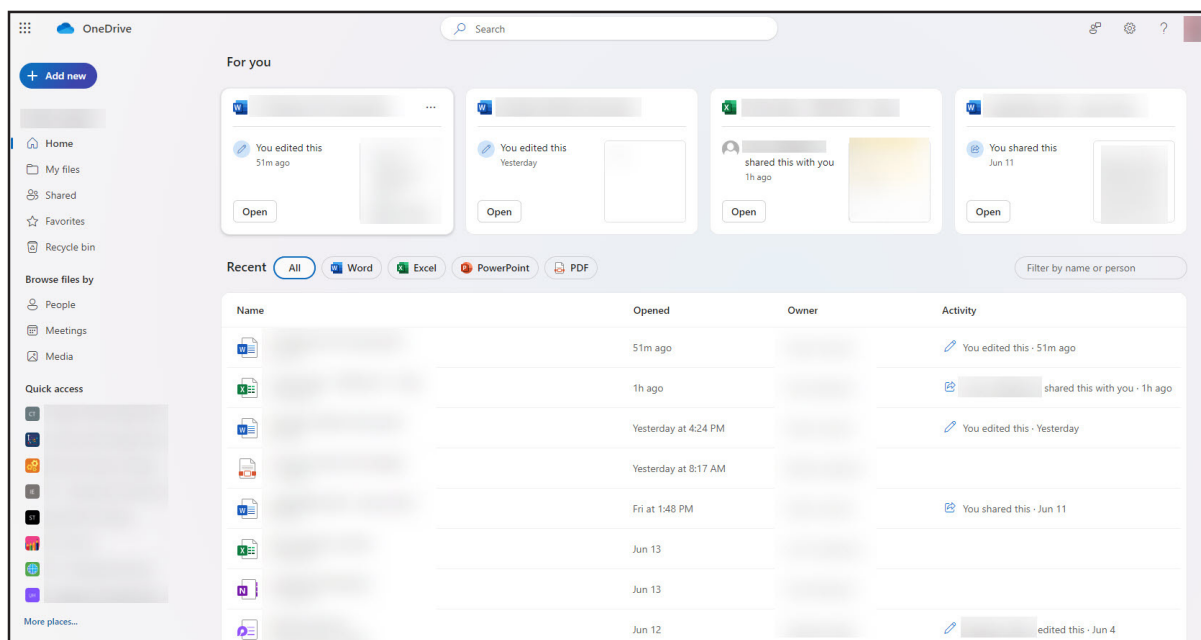 OneDrive
Search
For you
Add new
Home
My files
Shared
Favorites
Recycle bin
Browse files by
People
Meetings
Media
Quick access
CT
ST
More places...
You edited this
51m ago
Open
You edited this
Yesterday
Open
shared this with you
1h ago
Open
You shared this
Jun 11
Open
Recent All Word Excel PowerPoint PDF Filter by name or person
Name Opened Owner Activity
51m ago You edited this · 51m ago
1h ago shared this with you · 1h ago
Yesterday at 4:24 PM You edited this · Yesterday
Yesterday at 8:17 AM
Fri at 1:48 PM You shared this · Jun 11
Jun 13
Jun 13
Jun 12 edited this · Jun 4